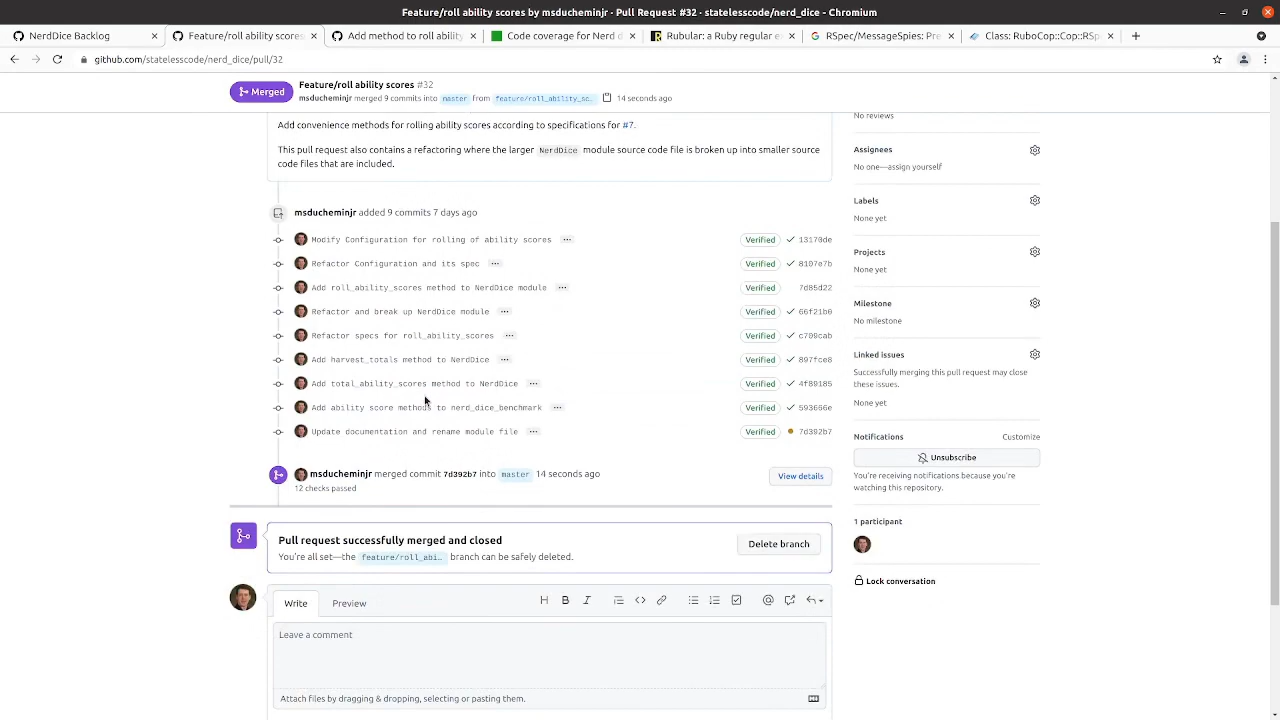 Feature/roll ability scores by msducheminjr · Pull Request #32 · statelesscode/nerd_dice - Chromium
NerdDice Backlog
Feature/roll ability scores
Add method to roll ability
Code coverage for Nerd d
Rubular: a Ruby regular e
RSpec/MessageSpies: Pre
Class: RuboCop::Cop::RSp
github.com/statelesscode/nerd_dice/pull/32
Merged
Feature/roll ability scores #32
msducheminjr merged 9 commits into master from feature/roll_ability_sc… 14 seconds ago
No reviews
Add convenience methods for rolling ability scores according to specifications for #7.
This pull request also contains a refactoring where the larger NerdDice module source code file is broken up into smaller source
code files that are included.
Assignees
No one—assign yourself
Labels
None yet
Projects
None yet
Milestone
No milestone
Linked issues
Successfully merging this pull request may close
these issues.
None yet
Notifications
Customize
Unsubscribe
You're receiving notifications because you're
watching this repository.
1 participant
Lock conversation
msducheminjr added 9 commits 7 days ago
Modify Configuration for rolling of ability scores ··· Verified 13170de
Refactor Configuration and its spec ··· Verified 8107e7b
Add roll_ability_scores method to NerdDice module ··· Verified 7d85d22
Refactor and break up NerdDice module ··· Verified 66f21b0
Refactor specs for roll_ability_scores ··· Verified c709cab
Add harvest_totals method to NerdDice ··· Verified 897fce8
Add total_ability_scores method to NerdDice ··· Verified 4f89185
Add ability score methods to nerd_dice_benchmark ··· Verified 593666e
Update documentation and rename module file ··· Verified 7d392b7
msducheminjr merged commit 7d392b7 into master 14 seconds ago
View details
12 checks passed
Pull request successfully merged and closed
You're all set—the feature/roll_abi… branch can be safely deleted.
Delete branch
Write
Preview
Leave a comment
Attach files by dragging & dropping, selecting or pasting them.